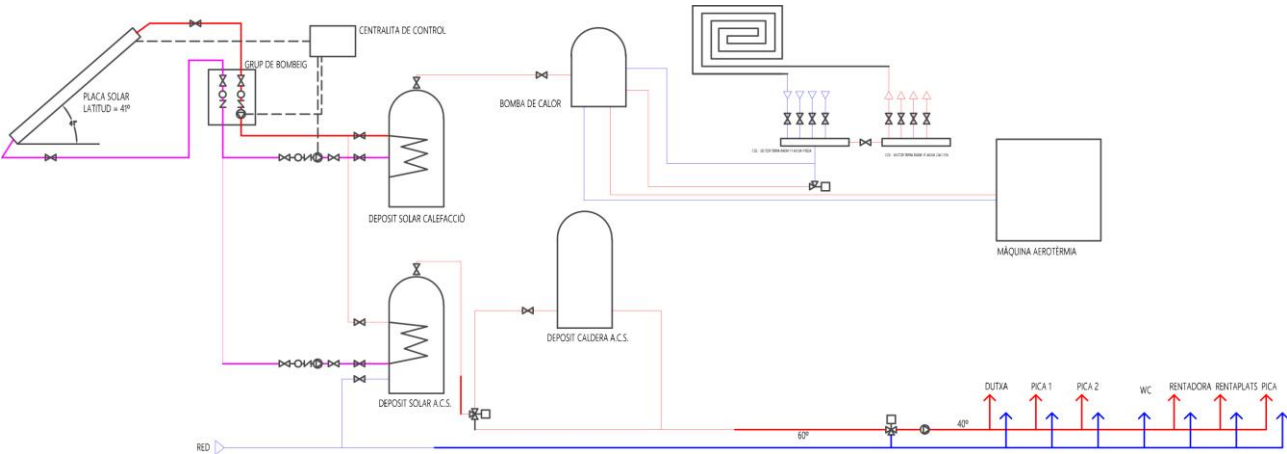 CENTRALITA DE CONTROL
GRUP DE BOMBEIG
PLACA SOLAR
LATITUD = 41º
41º
BOMBA DE CALOR
DEPOSIT SOLAR CALEFACCIÓ
MÀQUINA AEROTÈRMIA
DEPOSIT CALDERA A.C.S.
DEPOSIT SOLAR A.C.S.
DUTXA
PICA 1
PICA 2
WC
RENTADORA
RENTAPLATS
PICA
60º
40º
RED